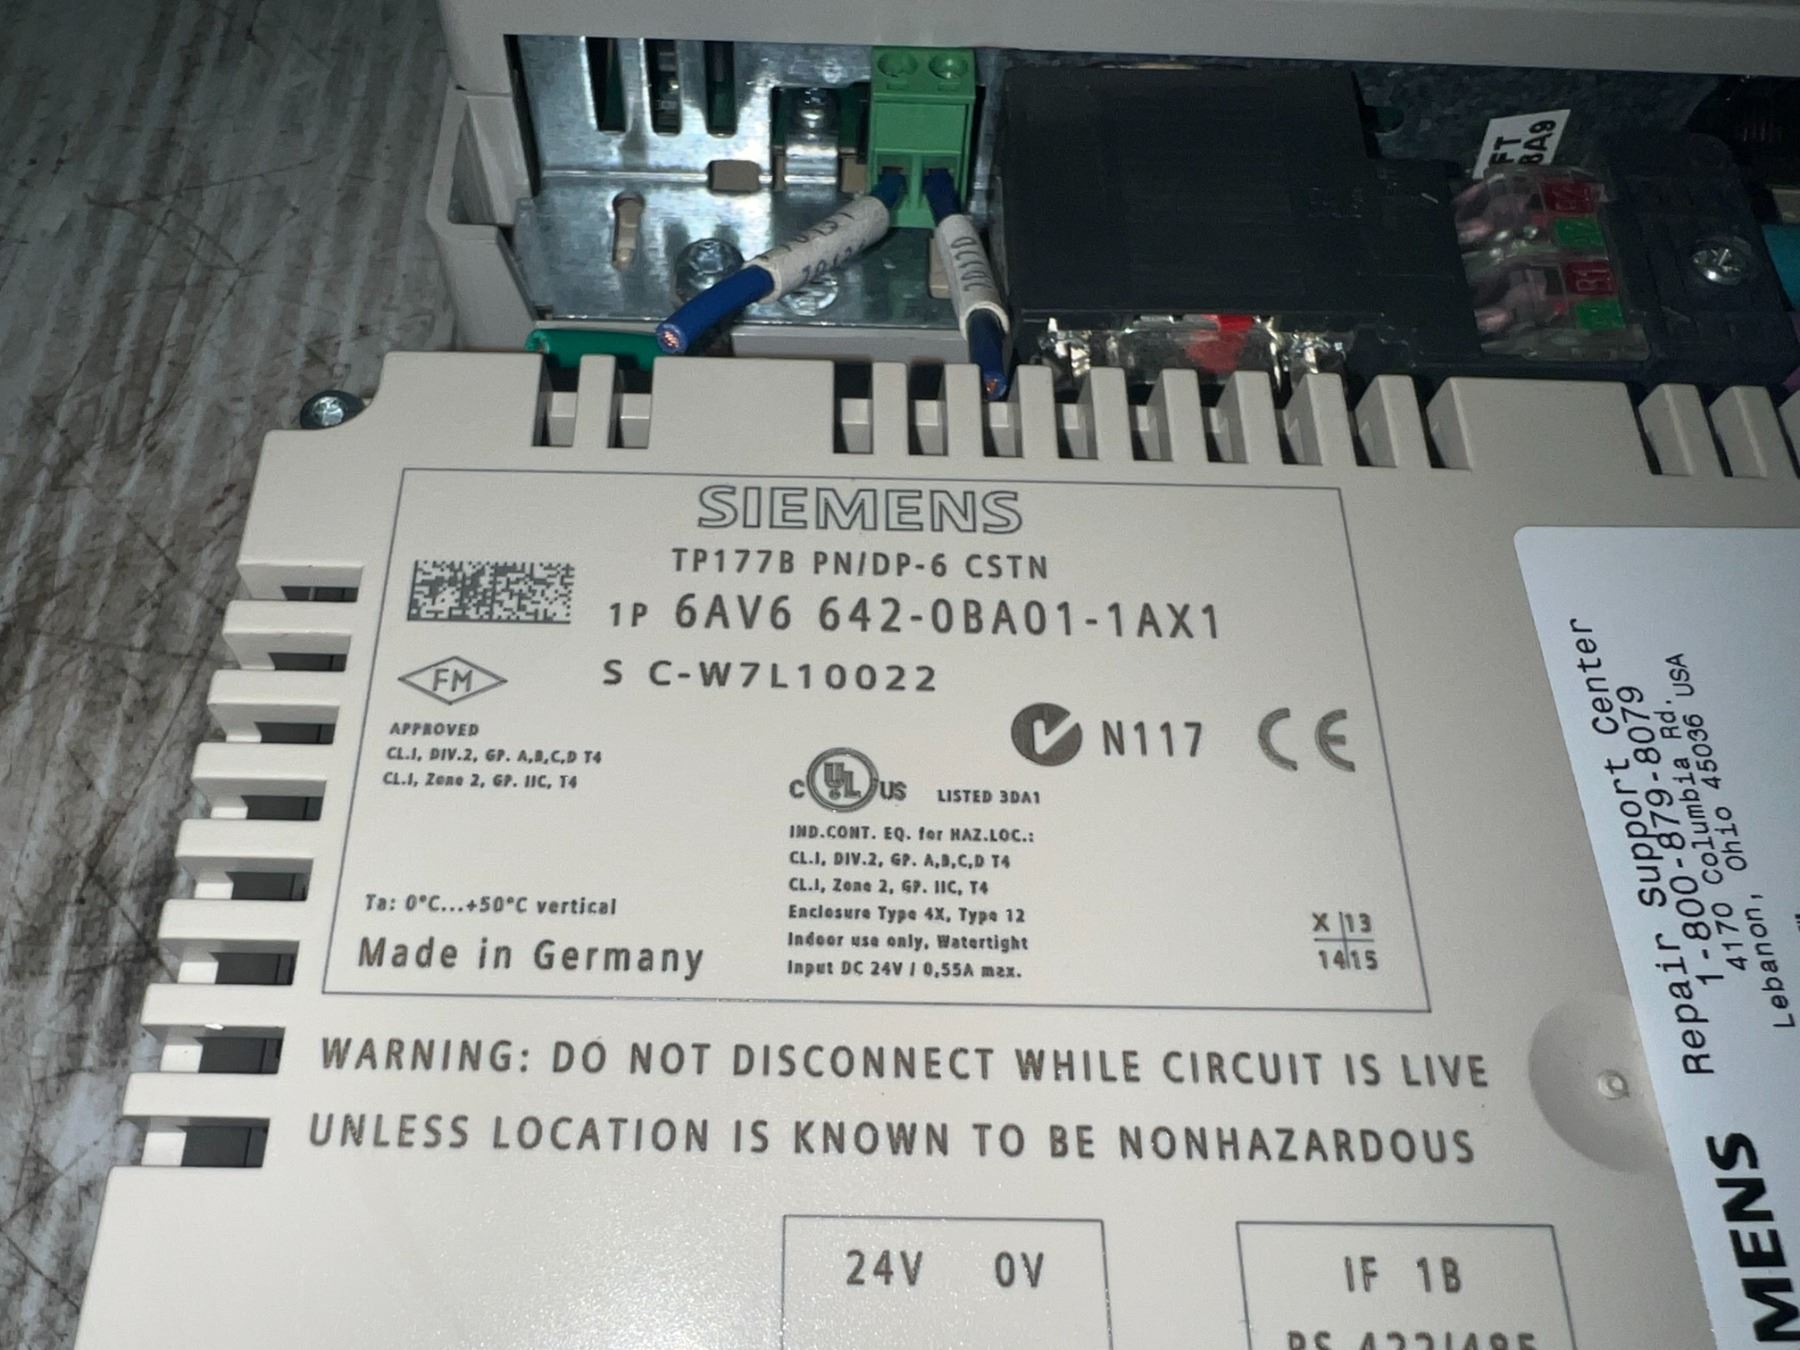 FT
BA9
SIEMENS
TP177B PN/DP-6 CSTN
1P 6AV6 642-0BA01-1AX1
S C-W7L10022
FM
APPROVED
CL.I, DIV.2, GP. A,B,C,D T4
CL.I, Zone 2, GP. IIC, T4
N117 CE
C UL US LISTED 3DA1
IND.CONT. EQ. for HAZ.LOC.:
CL.I, DIV.2, GP. A,B,C,D T4
CL.I, Zone 2, GP. IIC, T4
Enclosure Type 4X, Type 12
Indoor use only, Watertight
Input DC 24V / 0,55A max.
Ta: 0°C...+50°C vertical
Made in Germany
X 13
14 15
WARNING: DO NOT DISCONNECT WHILE CIRCUIT IS LIVE
UNLESS LOCATION IS KNOWN TO BE NONHAZARDOUS
24V 0V
IF 1B
RS 422/485
Repair Support Center
1-800-879-8079
4170 Columbia Rd.
Lebanon, Ohio 45036 USA
MENS